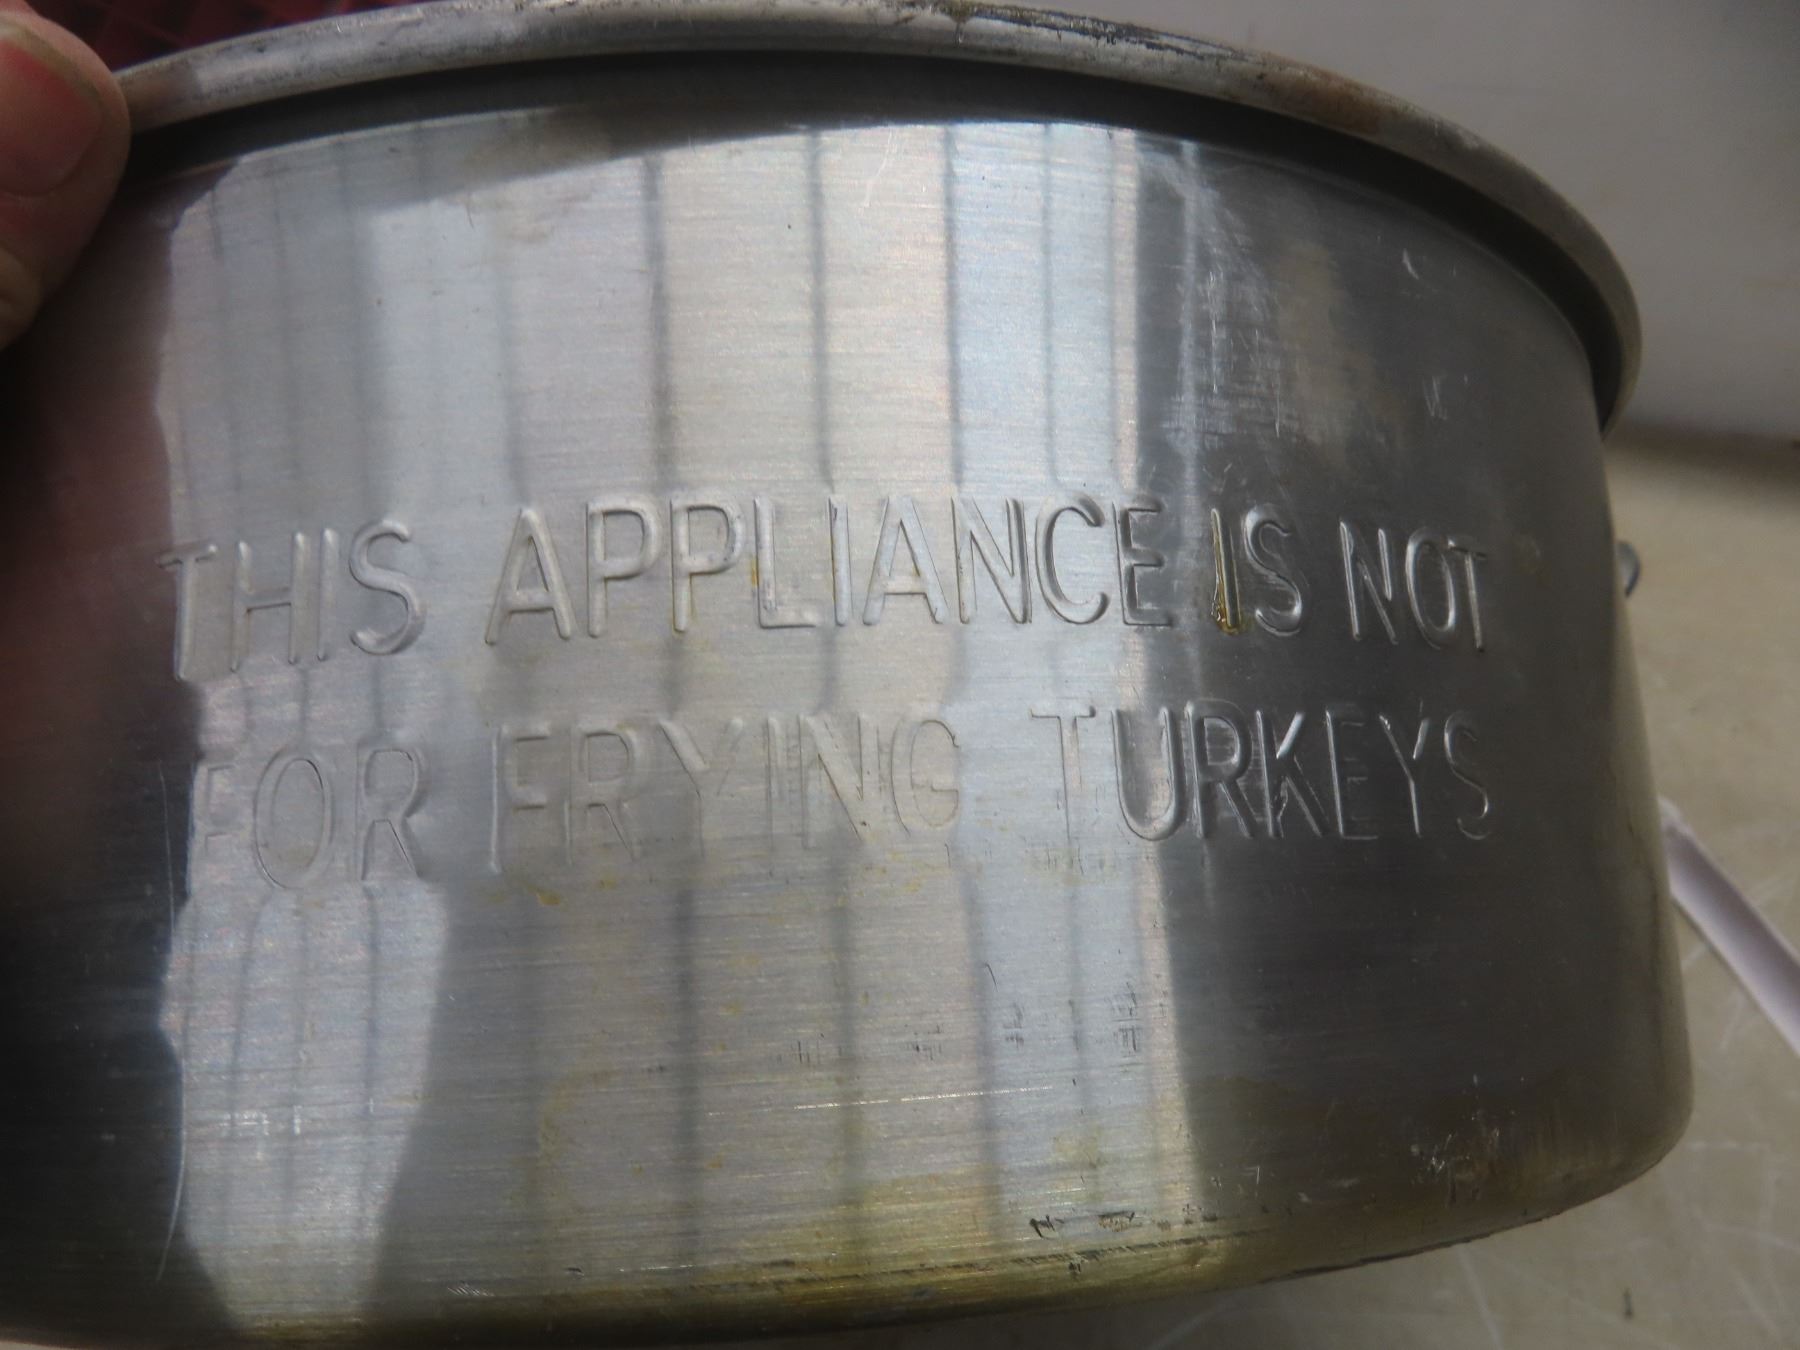 THIS APPLIANCE IS NOT
FOR FRYING TURKEYS